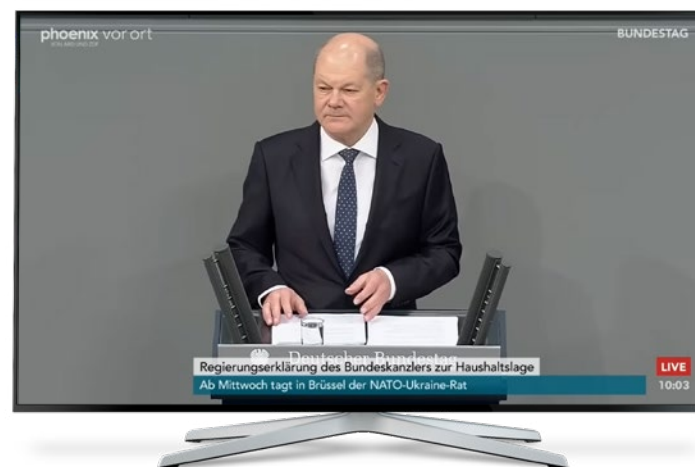 phoenix vor ort
BUNDESTAG
Deutscher Bundestag
Regierungserklärung des Bundeskanzlers zur Haushaltslage
LIVE
Ab Mittwoch tagt in Brüssel der NATO-Ukraine-Rat
10:03